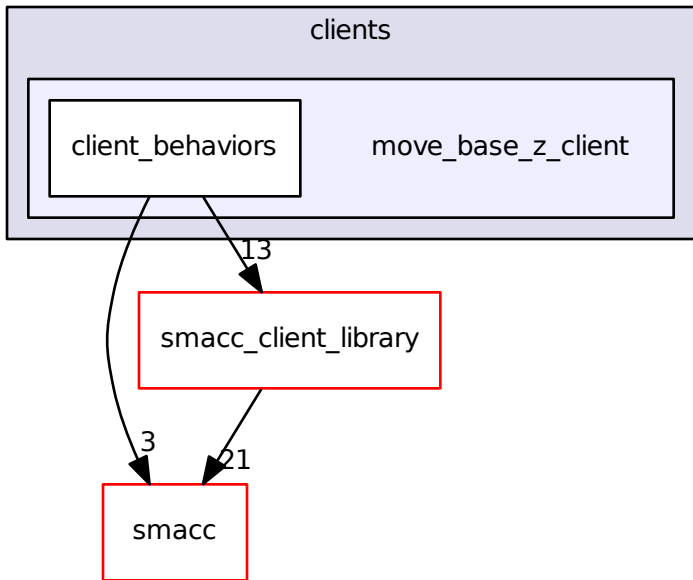 clients
client_behaviors
move_base_z_client
13
smacc_client_library
3
21
smacc